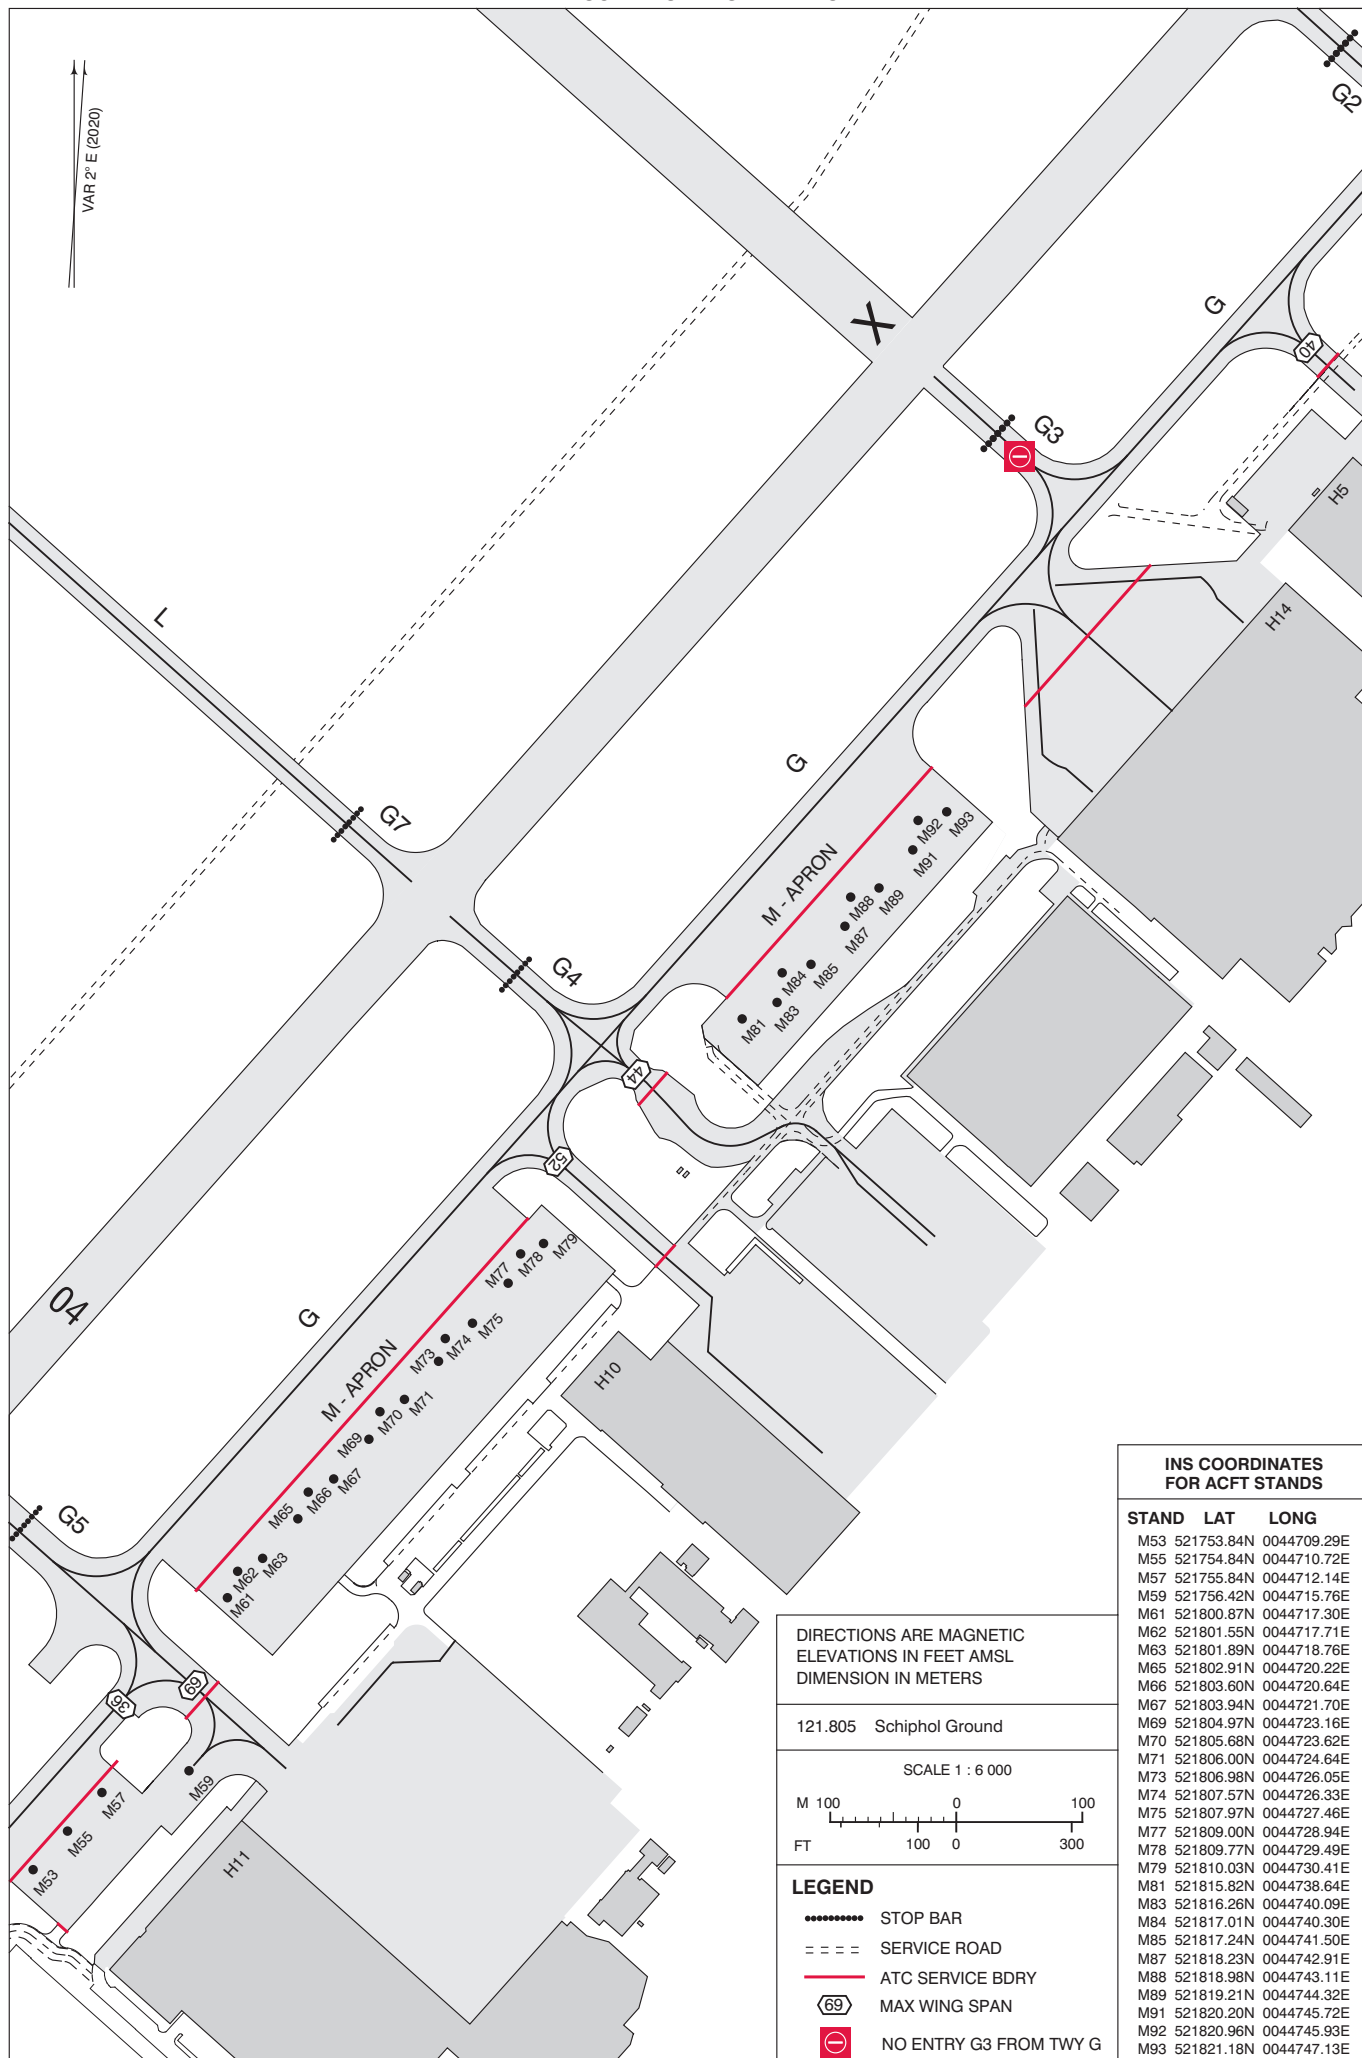 VAR 2° E (2020)
G2
X
G
40
G3
H5
H14
L
G7
G
M - APRON
M93
M92
M91
M89
M88
M87
M85
M84
M83
M81
G4
44
52
04
G
M - APRON
M79
M78
M77
M75
M74
M73
M71
M70
M69
M67
M66
M65
M63
M62
M61
H10
G5
69
36
M59
M57
M55
M53
H11
INS COORDINATES
FOR ACFT STANDS
STAND LAT LONG
M53 521753.84N 0044709.29E
M55 521754.84N 0044710.72E
M57 521755.84N 0044712.14E
M59 521756.42N 0044715.76E
M61 521800.87N 0044717.30E
M62 521801.55N 0044717.71E
M63 521801.89N 0044718.76E
M65 521802.91N 0044720.22E
M66 521803.60N 0044720.64E
M67 521803.94N 0044721.70E
M69 521804.97N 0044723.16E
M70 521805.68N 0044723.62E
M71 521806.00N 0044724.64E
M73 521806.98N 0044726.05E
M74 521807.57N 0044726.33E
M75 521807.97N 0044727.46E
M77 521809.00N 0044728.94E
M78 521809.77N 0044729.49E
M79 521810.03N 0044730.41E
M81 521815.82N 0044738.64E
M83 521816.26N 0044740.09E
M84 521817.01N 0044740.30E
M85 521817.24N 0044741.50E
M87 521818.23N 0044742.91E
M88 521818.98N 0044743.11E
M89 521819.21N 0044744.32E
M91 521820.20N 0044745.72E
M92 521820.96N 0044745.93E
M93 521821.18N 0044747.13E
DIRECTIONS ARE MAGNETIC
ELEVATIONS IN FEET AMSL
DIMENSION IN METERS
121.805 Schiphol Ground
SCALE 1 : 6 000
M 100 0 100
FT 100 0 300
LEGEND
STOP BAR
SERVICE ROAD
ATC SERVICE BDRY
69 MAX WING SPAN
NO ENTRY G3 FROM TWY G